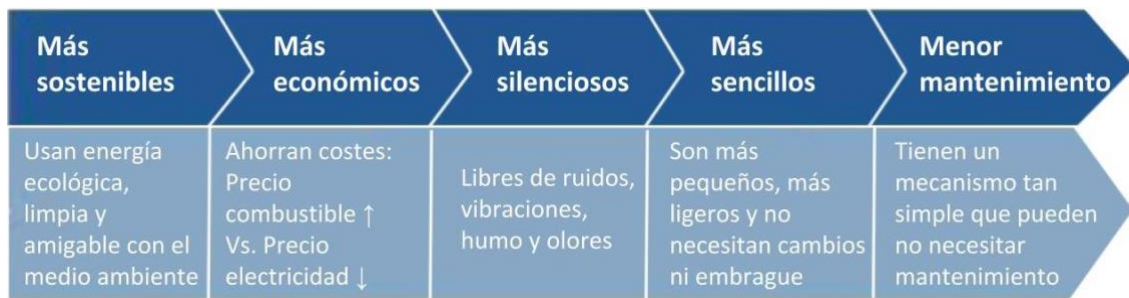 Más
sostenibles
Más
económicos
Más
silenciosos
Más
sencillos
Menor
mantenimiento
Usan energía
ecológica,
limpia y
amigable con el
medio ambiente
Ahorran costes:
Precio
combustible ↑
Vs. Precio
electricidad ↓
Libres de ruidos,
vibraciones,
humo y olores
Son más
pequeños, más
ligeros y no
necesitan cambios
ni embrague
Tienen un
mecanismo tan
simple que pueden
no necesitar
mantenimiento